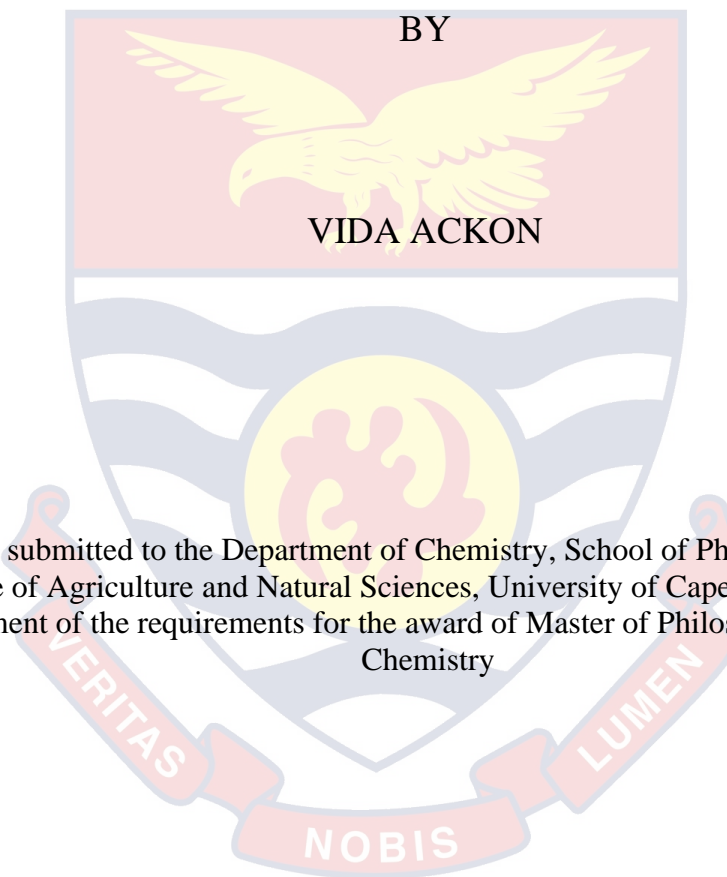 BY
VIDA ACKON
submitted to the Department of Chemistry, School of Ph
of Agriculture and Natural Sciences, University of Cape
of the requirements for the award of Master of
Chemistry
VERITAS
NOBIS
LUMEN